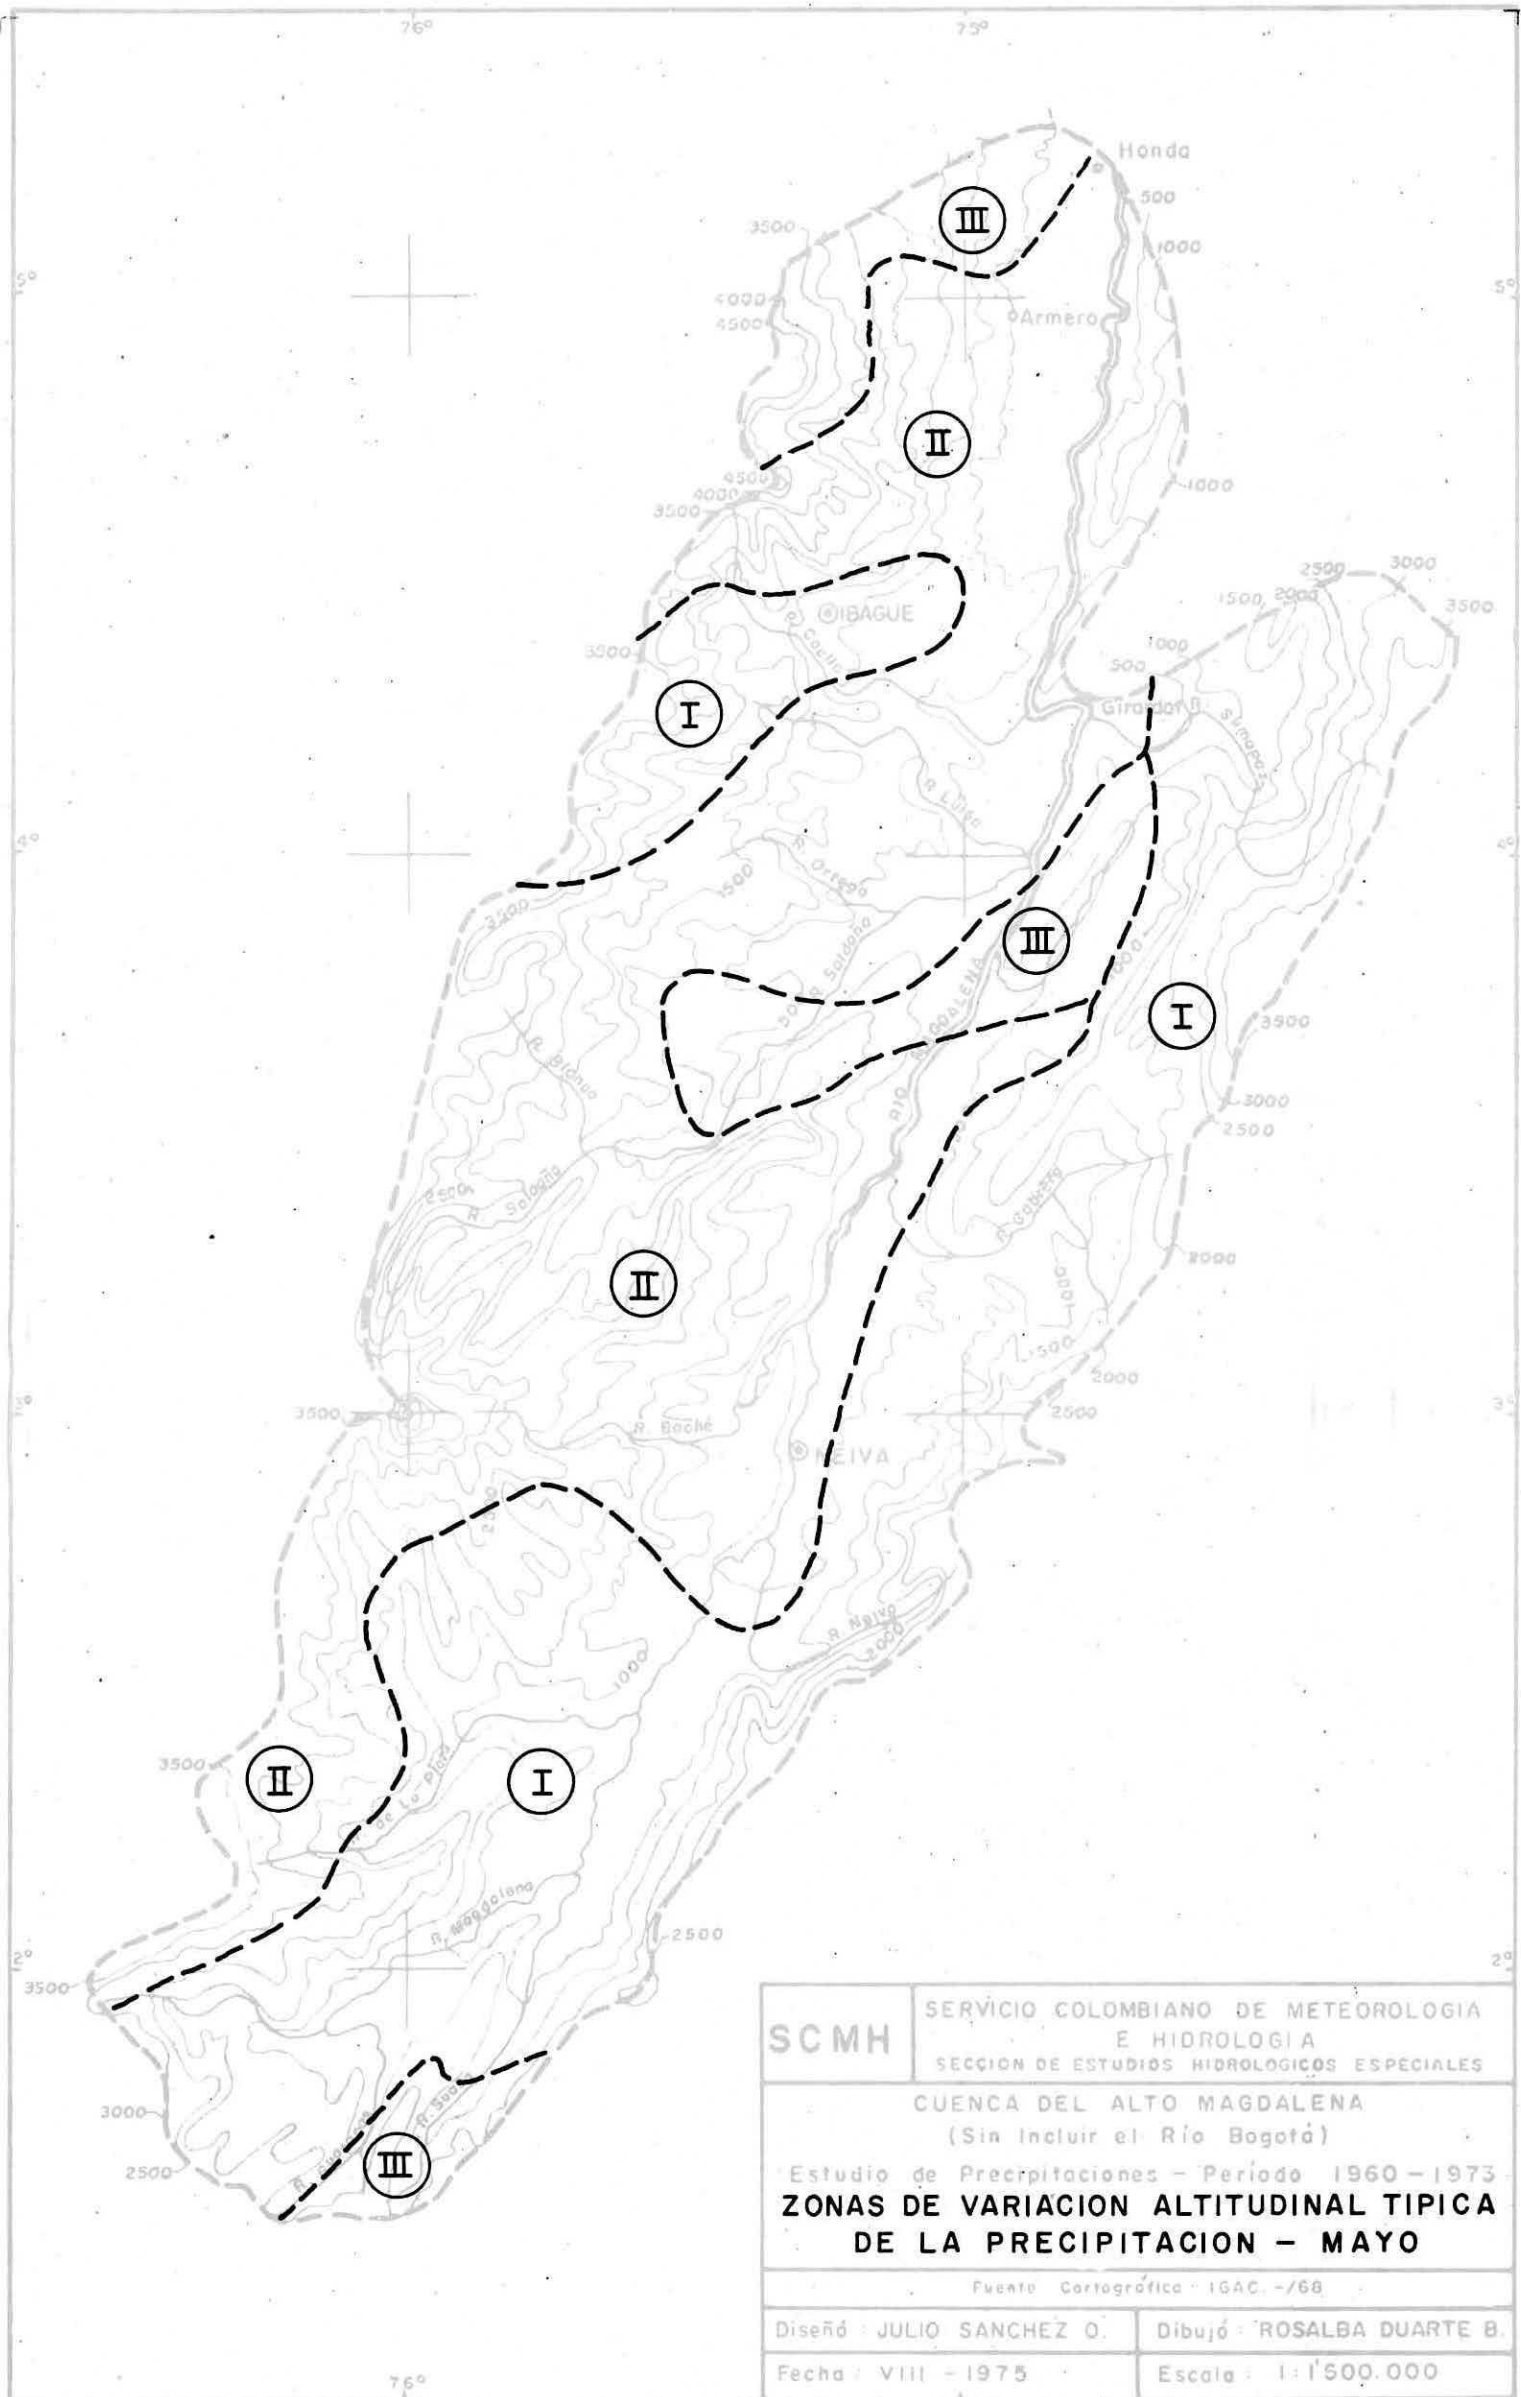 76°
75°
Honda
500
III
3500
1000
5°
5°
4000
4500
Armero
II
4500
4000
1000
3500
2500
3000
1500
2000
3500
IBAGUE
R. Coello
3500
1000
500
I
Girardot
R. Sumapaz
R. Luisa
4°
4°
R. Ortega
1500
3500
III
R. Saldaña
500
1000
RIO MAGDALENA
I
3500
R. Blanco
3000
2500
2500
R. Saldaña
R. Cabrera
2000
II
1000
1500
2000
3°
3500
2500
3°
R. Baché
NEIVA
2500
R. Neiva
2000
1000
3500
II
I
R. de La Plata
R. Magdalena
2500
2°
2°
3500
3000
R. Suaza
2500
III
SCMH
SERVICIO COLOMBIANO DE METEOROLOGIA
E HIDROLOGIA
SECCION DE ESTUDIOS HIDROLOGICOS ESPECIALES
CUENCA DEL ALTO MAGDALENA
(Sin Incluir el Río Bogotá)
Estudio de Precipitaciones - Período 1960-1973
ZONAS DE VARIACION ALTITUDINAL TIPICA
DE LA PRECIPITACION - MAYO
Fuente Cartográfica: IGAC.-/68
Diseñó: JULIO SANCHEZ O.
Dibujó: ROSALBA DUARTE B.
Fecha: VIII - 1975
Escala: 1:1'500.000
76°